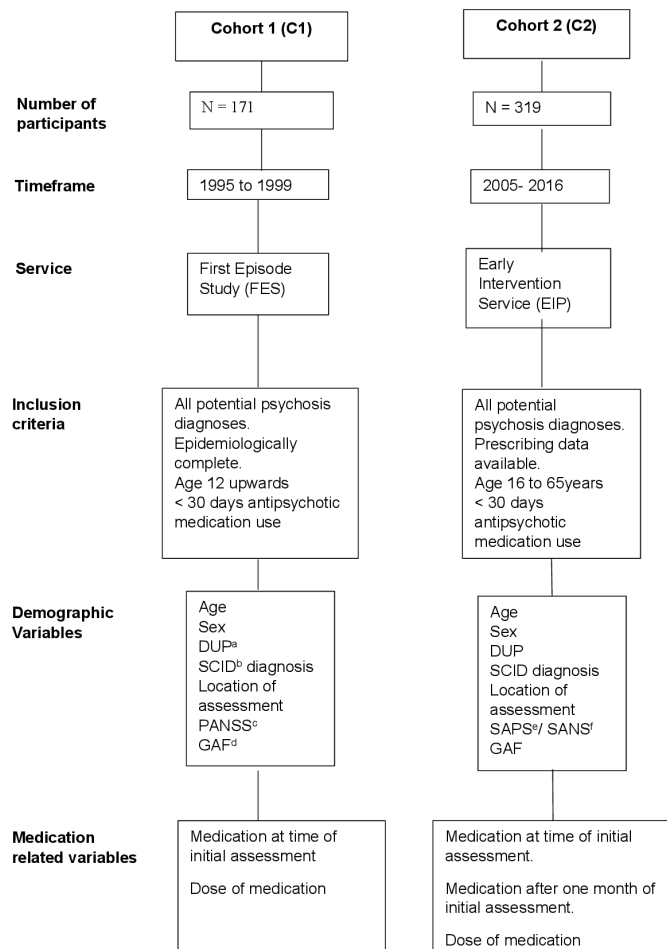 Cohort 1 (C1)
Cohort 2 (C2)
Number of
participants
N = 171
N = 319
Timeframe
1995 to 1999
2005- 2016
Service
First Episode
Study (FES)
Early
Intervention
Service (EIP)
Inclusion
criteria
All potential psychosis
diagnoses.
Epidemiologically
complete.
Age 12 upwards
< 30 days antipsychotic
medication use
All potential
psychosis diagnoses.
Prescribing data
available.
Age 16 to 65years
< 30 days
antipsychotic
medication use
Demographic
Variables
Age
Sex
DUPᵃ
SCIDᵇ diagnosis
Location of
assessment
PANSSᶜ
GAFᵈ
Age
Sex
DUP
SCID diagnosis
Location of
assessment
SAPSᵉ/ SANSᶠ
GAF
Medication
related variables
Medication at time of
initial assessment
Dose of medication
Medication at time of initial
assessment.
Medication after one month of
initial assessment.
Dose of medication